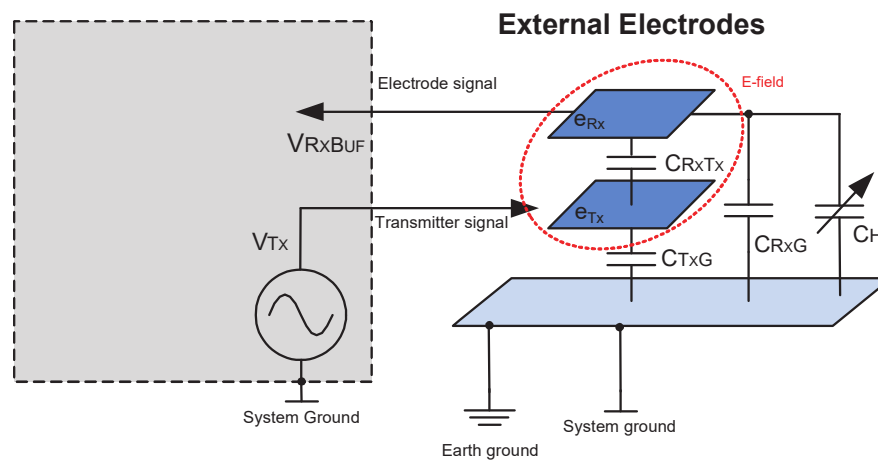 External Electrodes
Electrode signal
E-field
eRx
VRxBUF
CRxTx
eTx
Transmitter signal
VTx
CTxG
CRxG
CH
System Ground
System ground
Earth ground